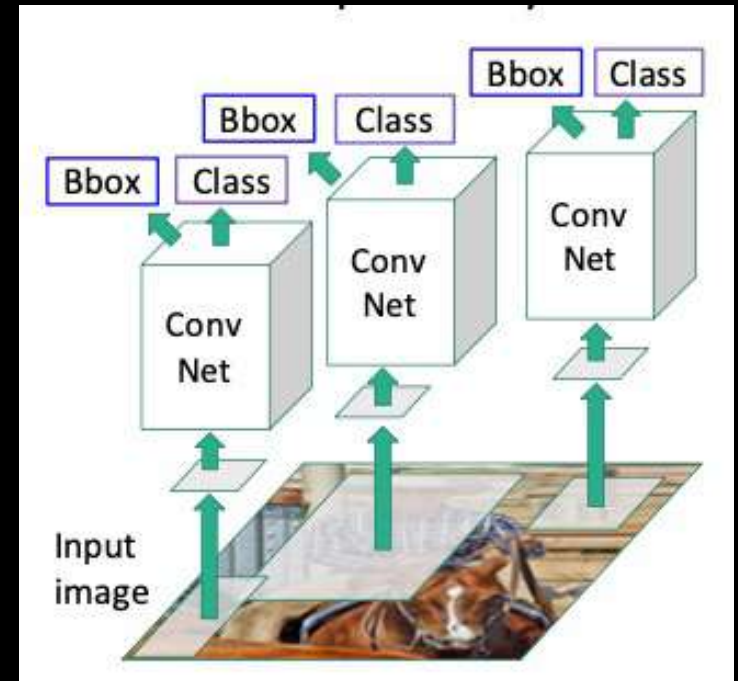 Bbox Class
Bbox Class
Bbox Class
Conv
Net
Conv
Net
Conv
Net
Input
image